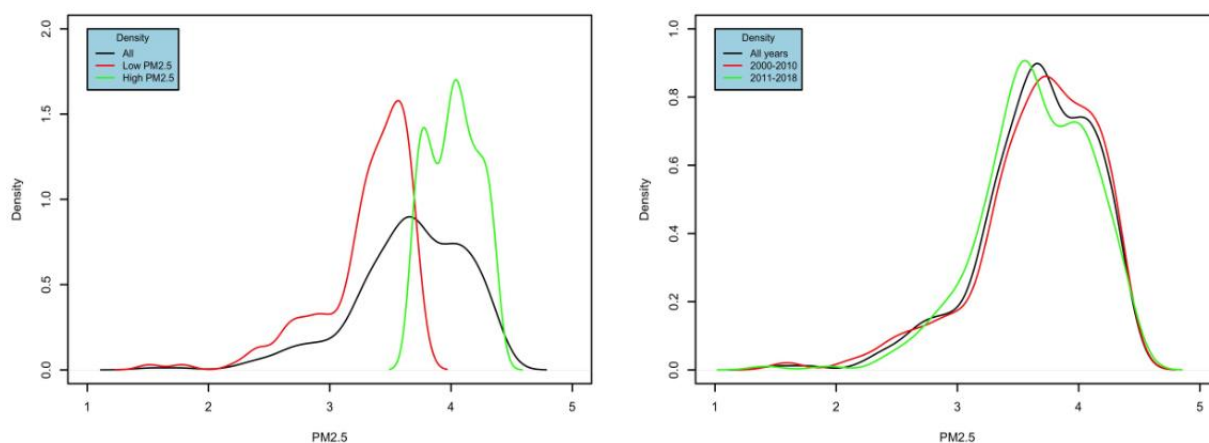 Density
All
Low PM2.5
High PM2.5
Density
0.0 0.5 1.0 1.5 2.0
1 2 3 4 5
PM2.5
Density
All years
2000-2010
2011-2018
Density
0.0 0.2 0.4 0.6 0.8 1.0
1 2 3 4 5
PM2.5